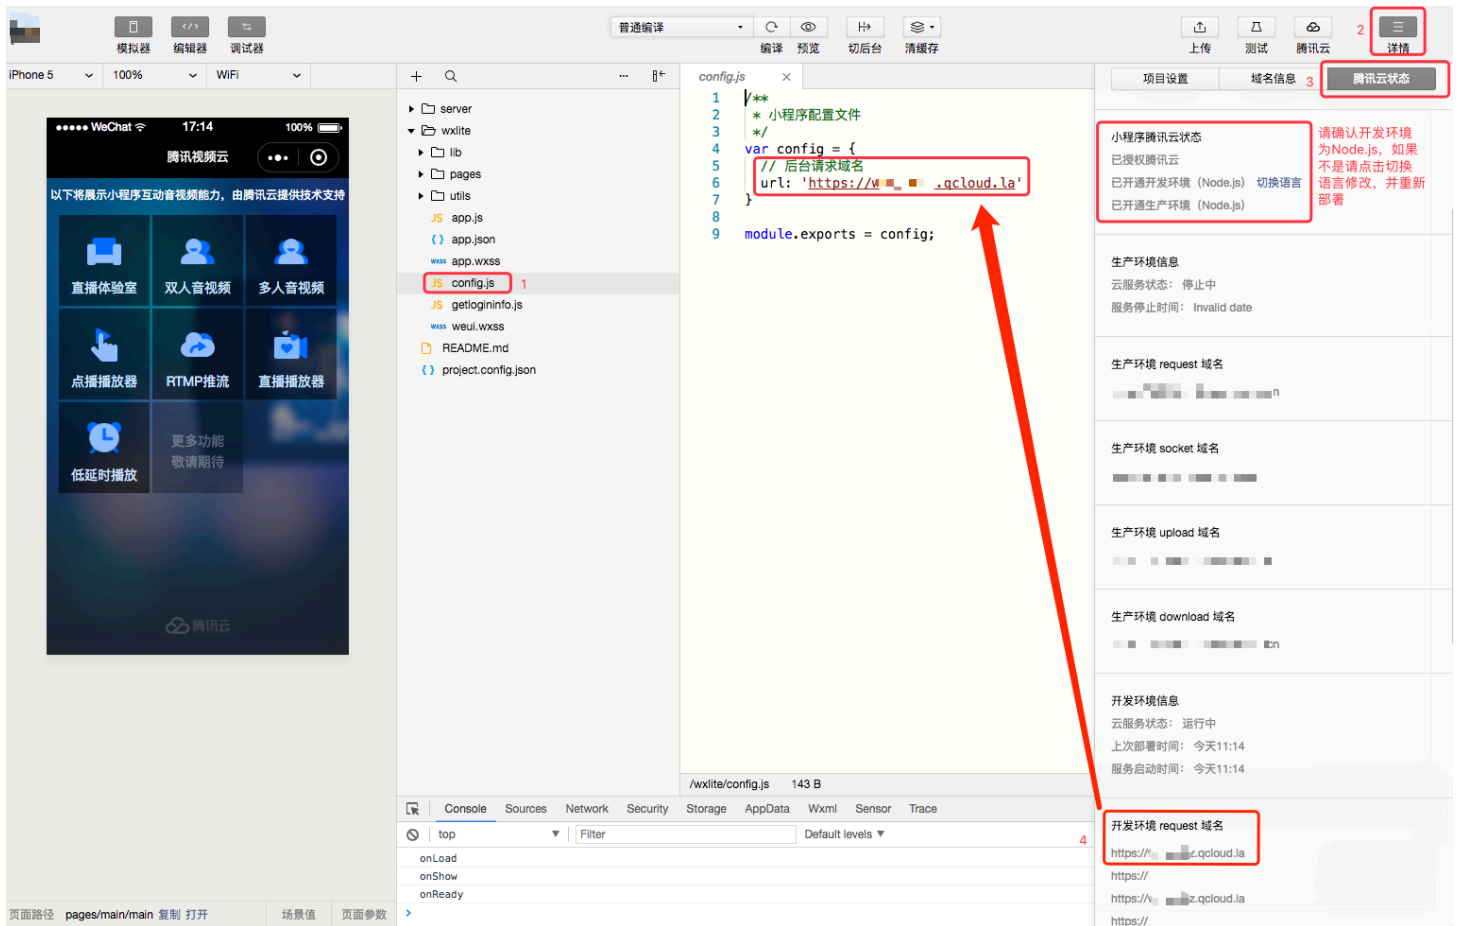 模拟器 编辑器 调试器
普通编译
编译 预览 切后台 清缓存
上传 测试 腾讯云 2 详情
iPhone 5 100% WiFi
config.js
项目设置 域名信息 3 腾讯云状态
●●●●● WeChat 17:14 100%
腾讯视频云
以下将展示小程序互动音视频能力，由腾讯云提供技术支持
直播体验室 双人音视频 多人音视频
点播播放器 RTMP推流 直播播放器
低延时播放 更多功能
敬请期待
腾讯云
页面路径 pages/main/main 复制 打开 场景值 页面参数
server
wxlite
lib
pages
utils
JS app.js
{} app.json
wxss app.wxss
JS config.js 1
JS getlogininfo.js
wxss weui.wxss
README.md
{} project.config.json
1 /**
2 * 小程序配置文件
3 */
4 var config = {
5 // 后台请求域名
6 url: 'https://w .qcloud.la'
7 }
8
9 module.exports = config;
/wxlite/config.js 143 B
Console Sources Network Security Storage AppData Wxml Sensor Trace
top Filter Default levels
onLoad
onShow
onReady
>
小程序腾讯云状态
已授权腾讯云
已开通开发环境（Node.js） 切换语言
已开通生产环境（Node.js）
请确认开发环境
为Node.js，如果
不是请点击切换
语言修改，并重新
部署
生产环境信息
云服务状态： 停止中
服务停止时间： Invalid date
生产环境 request 域名
n
生产环境 socket 域名
生产环境 upload 域名
生产环境 download 域名
cn
开发环境信息
云服务状态： 运行中
上次部署时间： 今天11:14
服务启动时间： 今天11:14
4
开发环境 request 域名
https:// z.qcloud.la
https://
https://w z.qcloud.la
https://